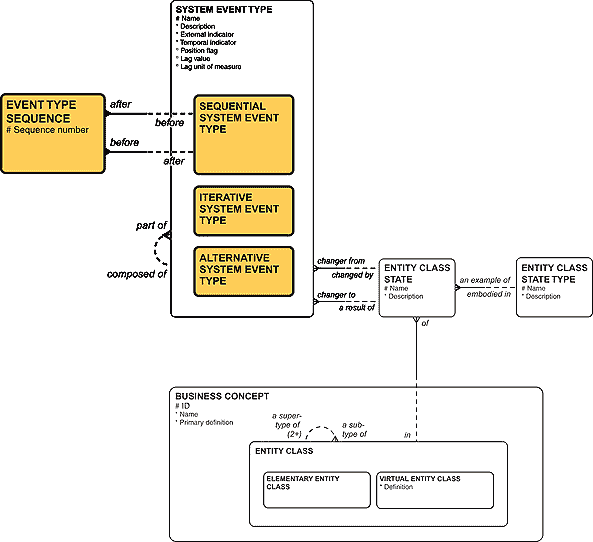 SYSTEM EVENT TYPE
# Name
* Description
* External indicator
* Temporal indicator
° Position flag
° Lag value
° Lag unit of measure
EVENT TYPE
SEQUENCE
# Sequence number
after
before
before
after
SEQUENTIAL
SYSTEM EVENT
TYPE
ITERATIVE
SYSTEM EVENT
TYPE
part of
composed of
ALTERNATIVE
SYSTEM EVENT
TYPE
changer from
changed by
changer to
a result of
ENTITY CLASS
STATE
# Name
* Description
an example of
embodied in
ENTITY CLASS
STATE TYPE
# Name
* Description
of
BUSINESS CONCEPT
# ID
* Name
* Primary definition
a super-
type of
(2+)
a sub-
type of
in
ENTITY CLASS
ELEMENTARY ENTITY
CLASS
VIRTUAL ENTITY CLASS
* Definition